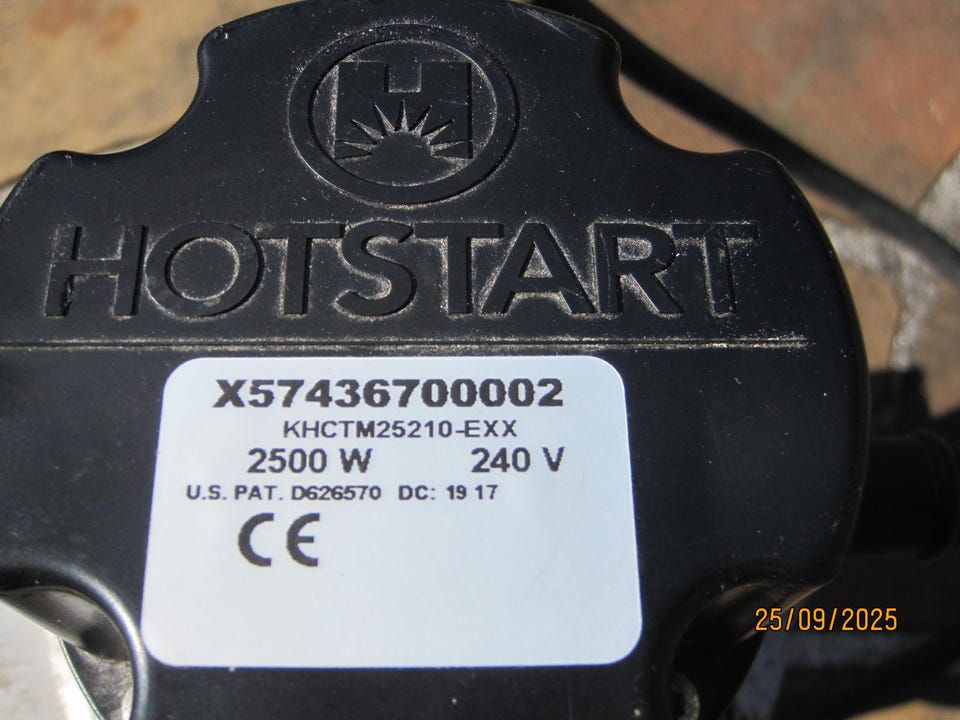 H
HOTSTART
X57436700002
KHCTM25210-EXX
2500 W 240 V
U.S. PAT. D626570 DC: 19 17
CE
25/09/2025